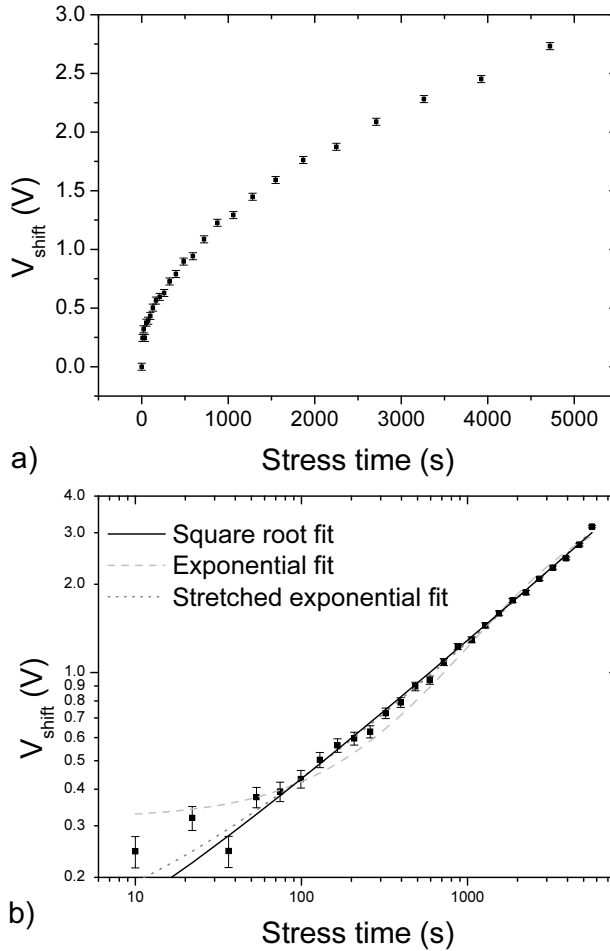 3.0
2.5
2.0
1.5
1.0
0.5
0.0
V_shift (V)
0 1000 2000 3000 4000 5000
Stress time (s)
a)
4.0
3.0
2.0
1.0
0.9
0.8
0.7
0.6
0.5
0.4
0.3
0.2
V_shift (V)
Square root fit
Exponential fit
Stretched exponential fit
10 100 1000
Stress time (s)
b)